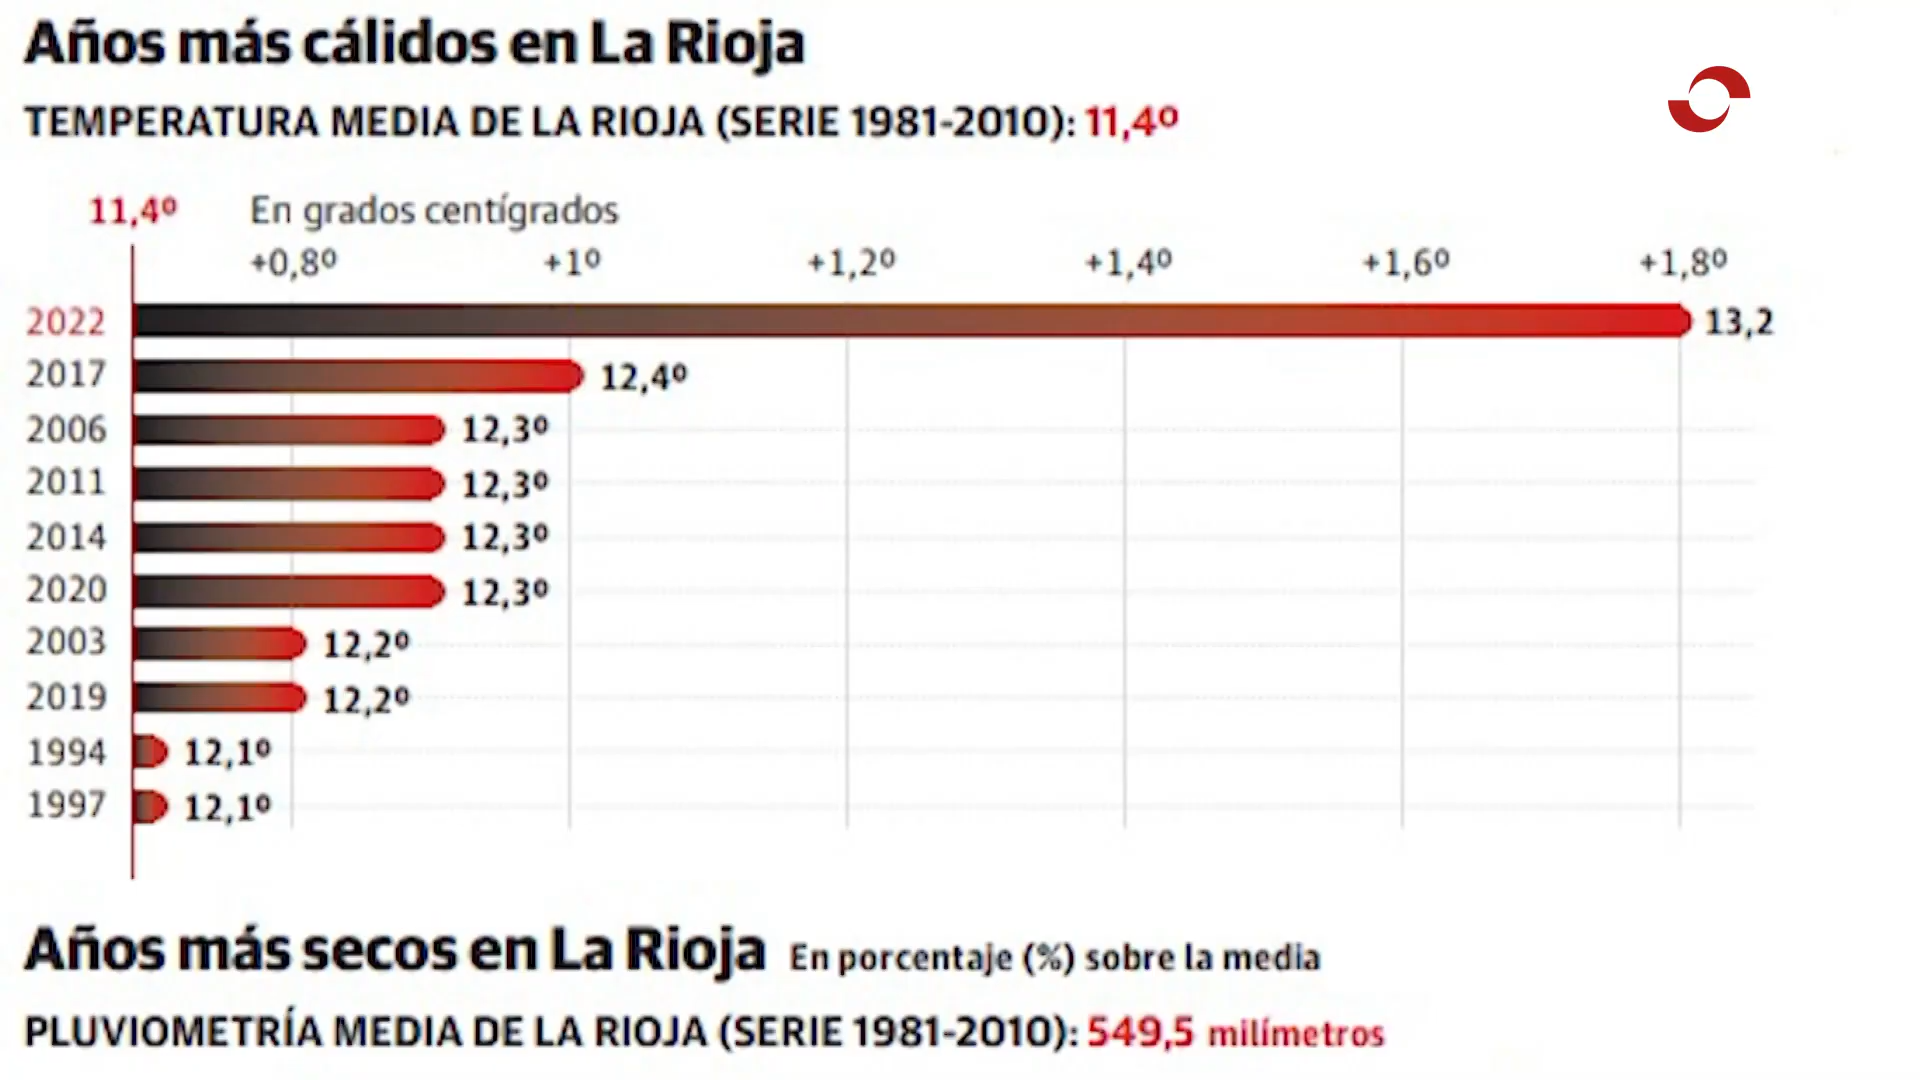 Años más cálidos en La Rioja
TEMPERATURA MEDIA DE LA RIOJA (SERIE 1981-2010): 11,4º
11,4º En grados centígrados
+0,8º +1º +1,2º +1,4º +1,6º +1,8º
2022 13,2
2017 12,4º
2006 12,3º
2011 12,3º
2014 12,3º
2020 12,3º
2003 12,2º
2019 12,2º
1994 12,1º
1997 12,1º
Años más secos en La Rioja En porcentaje (%) sobre la media
PLUVIOMETRÍA MEDIA DE LA RIOJA (SERIE 1981-2010): 549,5 milímetros